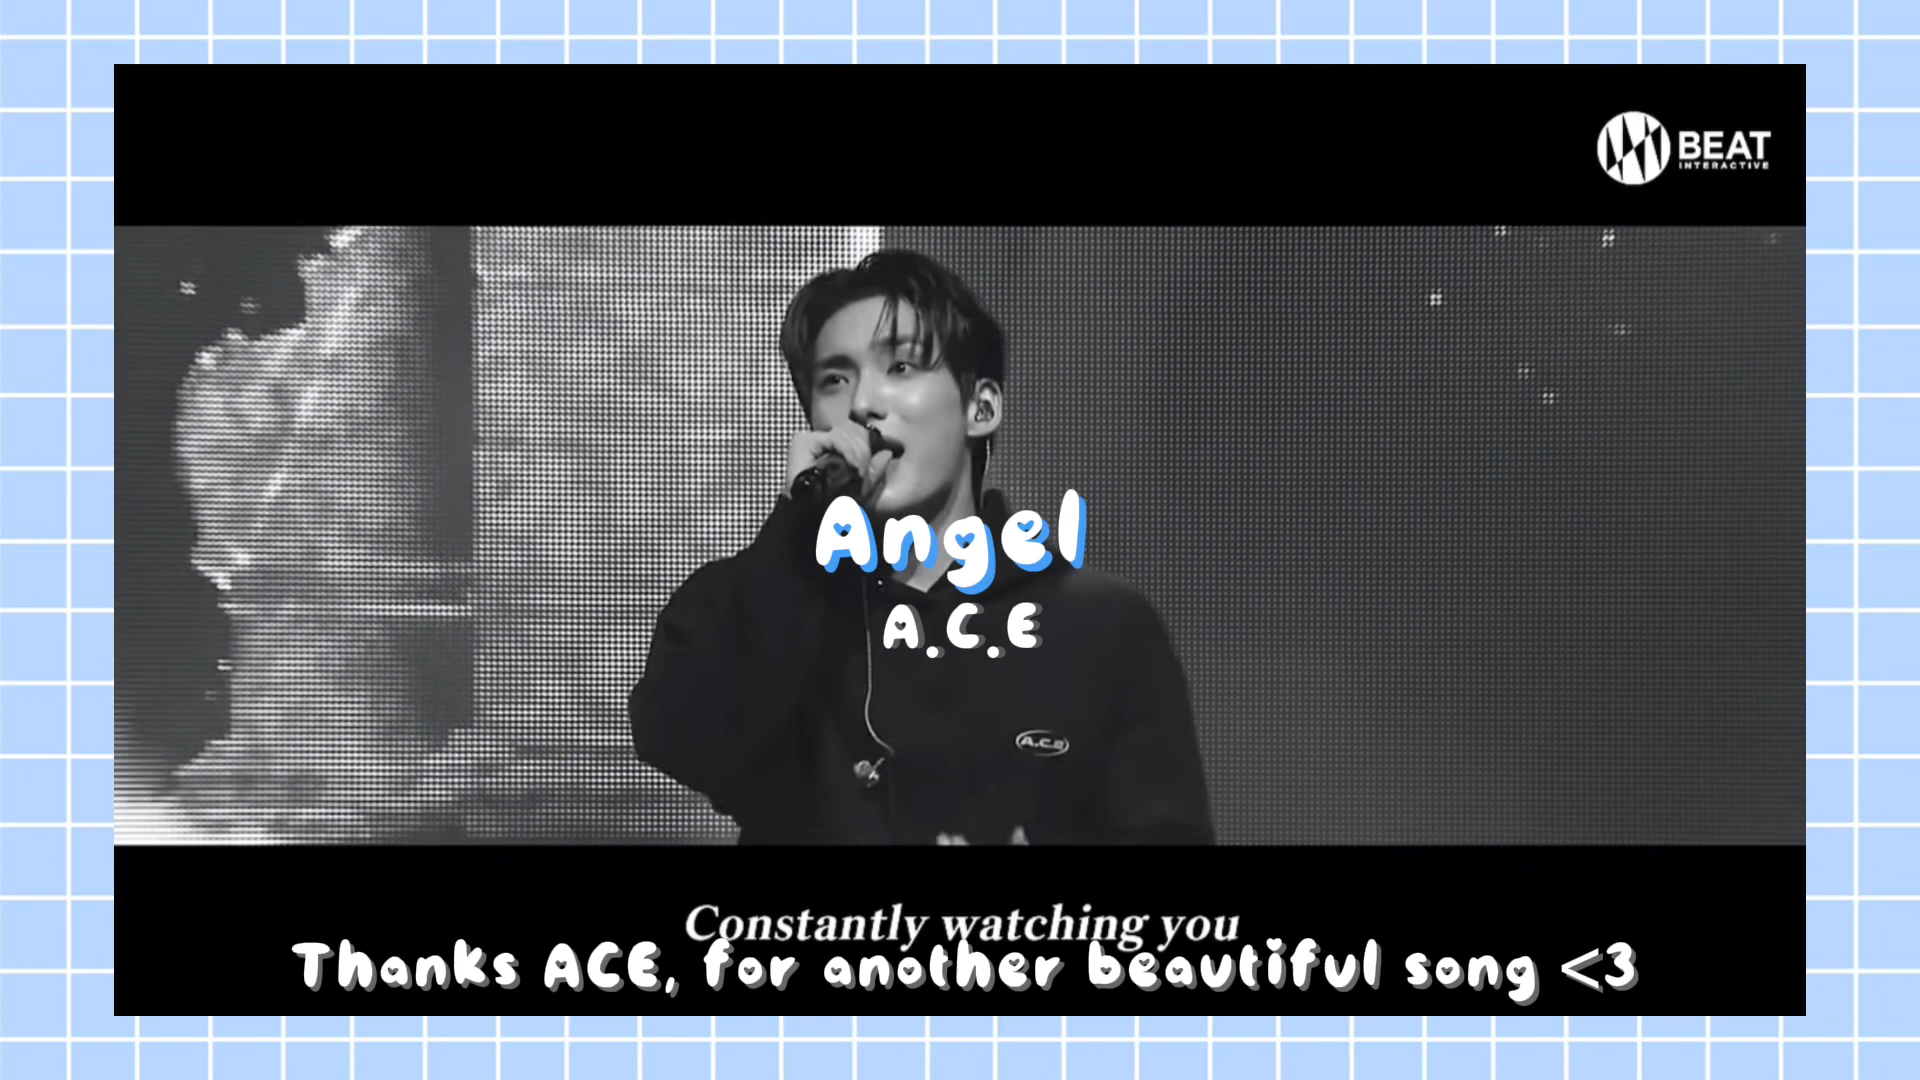 BEAT
INTERACTIVE
Angel
A.C.E
A.C.E
Constantly watching you
Thanks ACE, for another beautiful song <3